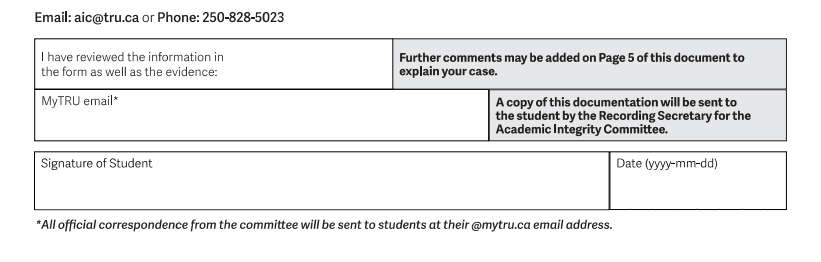 Email: aic@tru.ca or Phone: 250-828-5023
I have reviewed the information in
the form as well as the evidence:
Further comments may be added on Page 5 of this document to
explain your case.
MyTRU email*
A copy of this documentation will be sent to
the student by the Recording Secretary for the
Academic Integrity Committee.
Signature of Student
Date (yyyy-mm-dd)
*All official correspondence from the committee will be sent to students at their @mytru.ca email address.